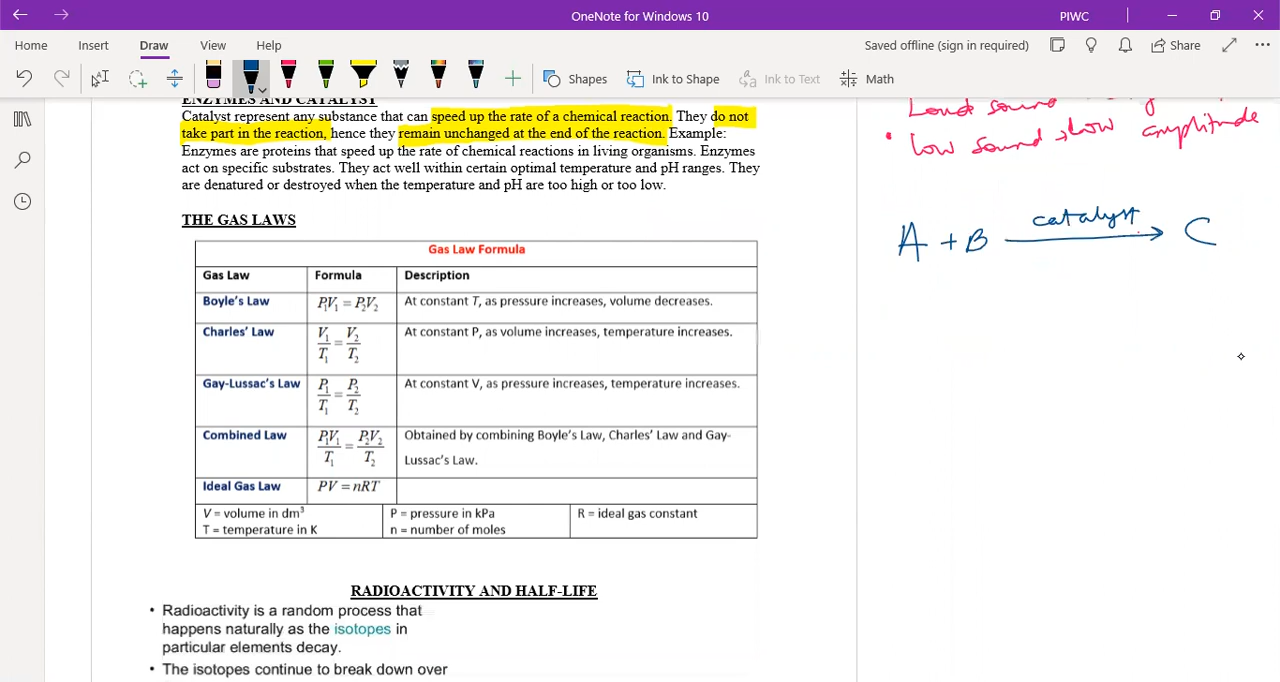 OneNote for Windows 10
PIWC
Home Insert Draw View Help
Saved offline (sign in required)
Share
Shapes
Ink to Shape
Ink to Text
Math
ENZYMES AND CATALYST
Catalyst represent any substance that can speed up the rate of a chemical reaction. They do not
take part in the reaction, hence they remain unchanged at the end of the reaction. Example:
Enzymes are proteins that speed up the rate of chemical reactions in living organisms. Enzymes
act on specific substrates. They act well within certain optimal temperature and pH ranges. They
are denatured or destroyed when the temperature and pH are too high or too low.
THE GAS LAWS
Gas Law Formula
Gas Law Formula Description
Boyle's Law P₁V₁ = P₂V₂ At constant T, as pressure increases, volume decreases.
Charles' Law V₁/T₁ = V₂/T₂ At constant P, as volume increases, temperature increases.
Gay-Lussac's Law P₁/T₁ = P₂/T₂ At constant V, as pressure increases, temperature increases.
Combined Law P₁V₁/T₁ = P₂V₂/T₂ Obtained by combining Boyle's Law, Charles' Law and Gay-
Lussac's Law.
Ideal Gas Law PV = nRT
V = volume in dm³ P = pressure in kPa R = ideal gas constant
T = temperature in K n = number of moles
RADIOACTIVITY AND HALF-LIFE
• Radioactivity is a random process that
happens naturally as the isotopes in
particular elements decay.
• The isotopes continue to break down over
Loud sound
• low sound → low amplitude
A + B catalyst → C